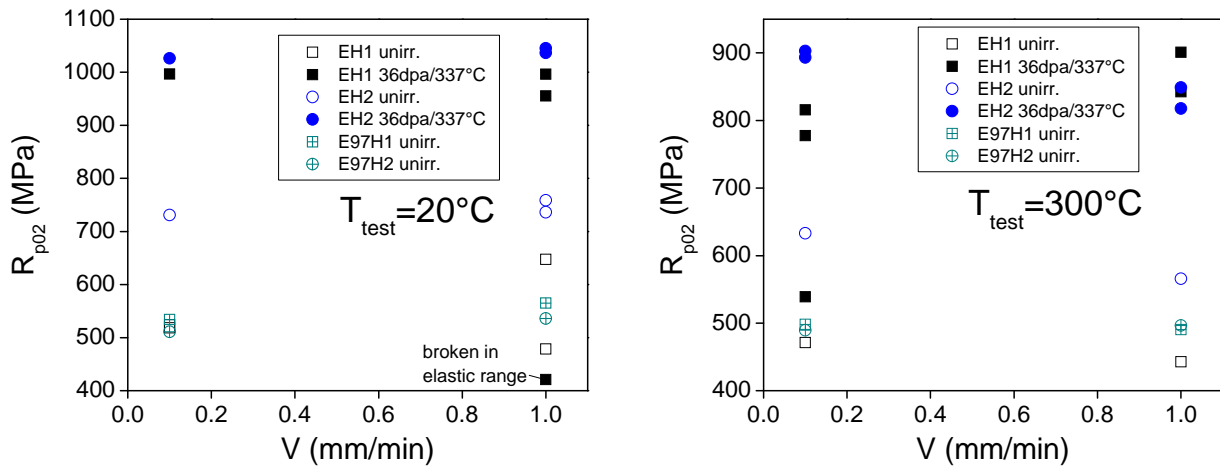 1100
1000
900
800
700
600
500
400
R_p02 (MPa)
EH1 unirr.
EH1 36dpa/337°C
EH2 unirr.
EH2 36dpa/337°C
E97H1 unirr.
E97H2 unirr.
T_test=20°C
broken in
elastic range
0.0 0.2 0.4 0.6 0.8 1.0
V (mm/min)
900
800
700
600
500
400
R_p02 (MPa)
EH1 unirr.
EH1 36dpa/337°C
EH2 unirr.
EH2 36dpa/337°C
E97H1 unirr.
E97H2 unirr.
T_test=300°C
0.0 0.2 0.4 0.6 0.8 1.0
V (mm/min)